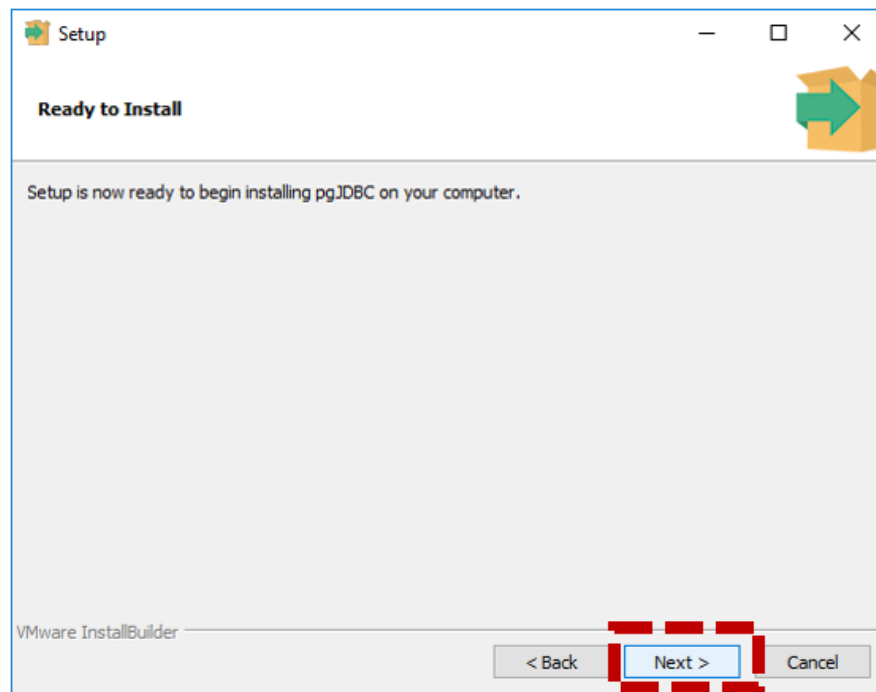 Setup
Ready to Install
Setup is now ready to begin installing pgJDBC on your computer.
VMware InstallBuilder
< Back Next > Cancel